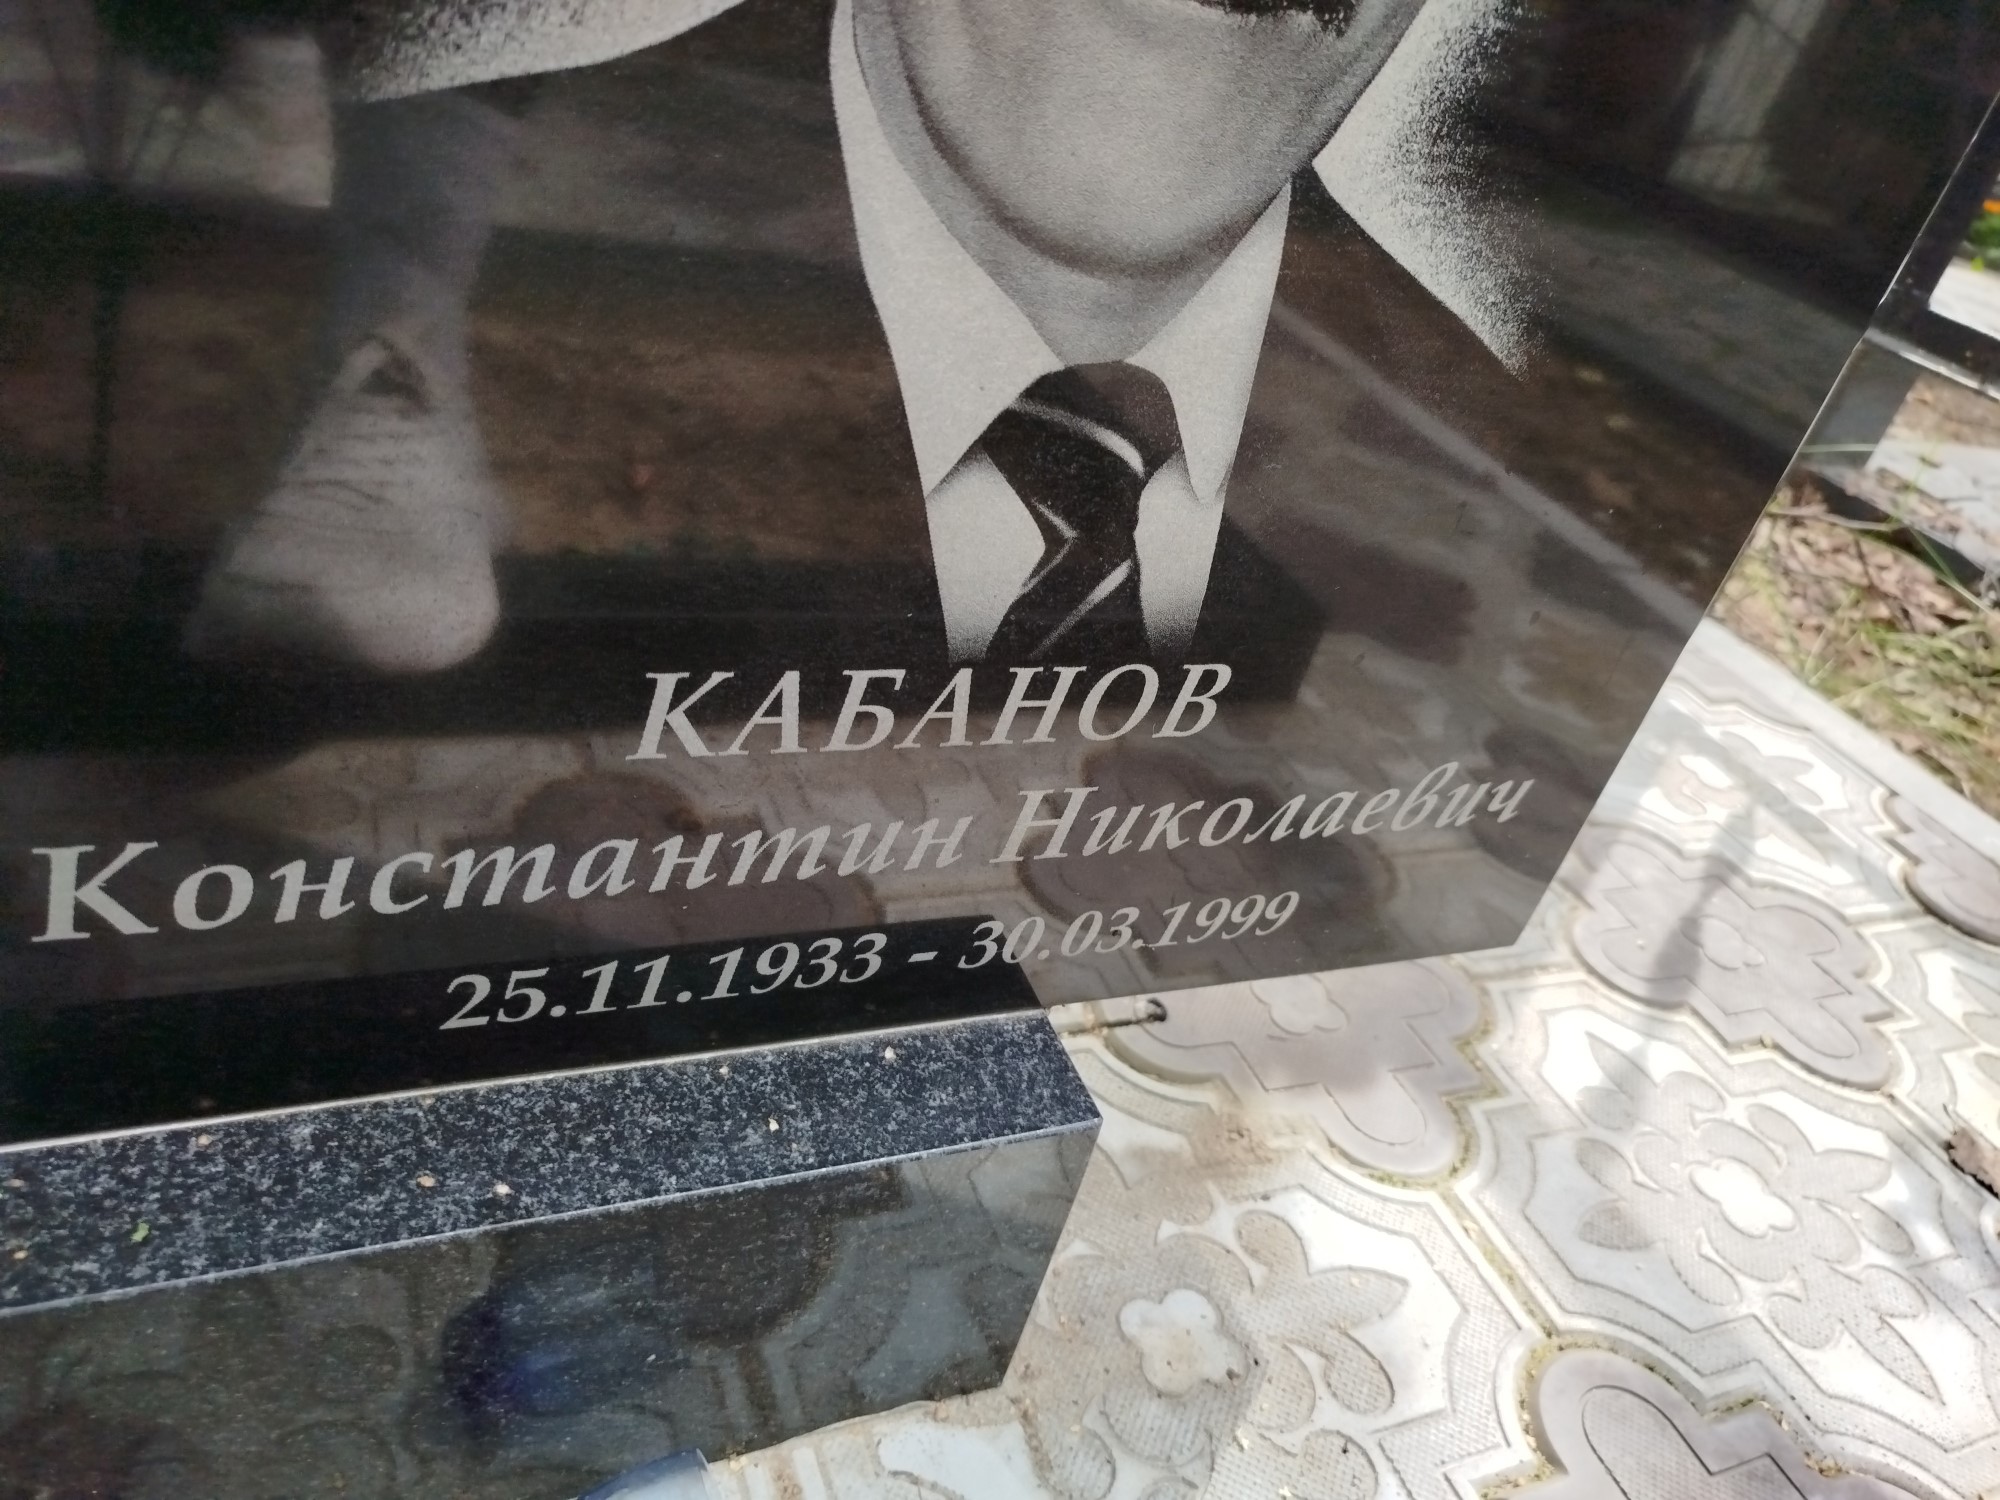 КАБАНОВ
Константин Николаевич
25.11.1933 - 30.03.1999